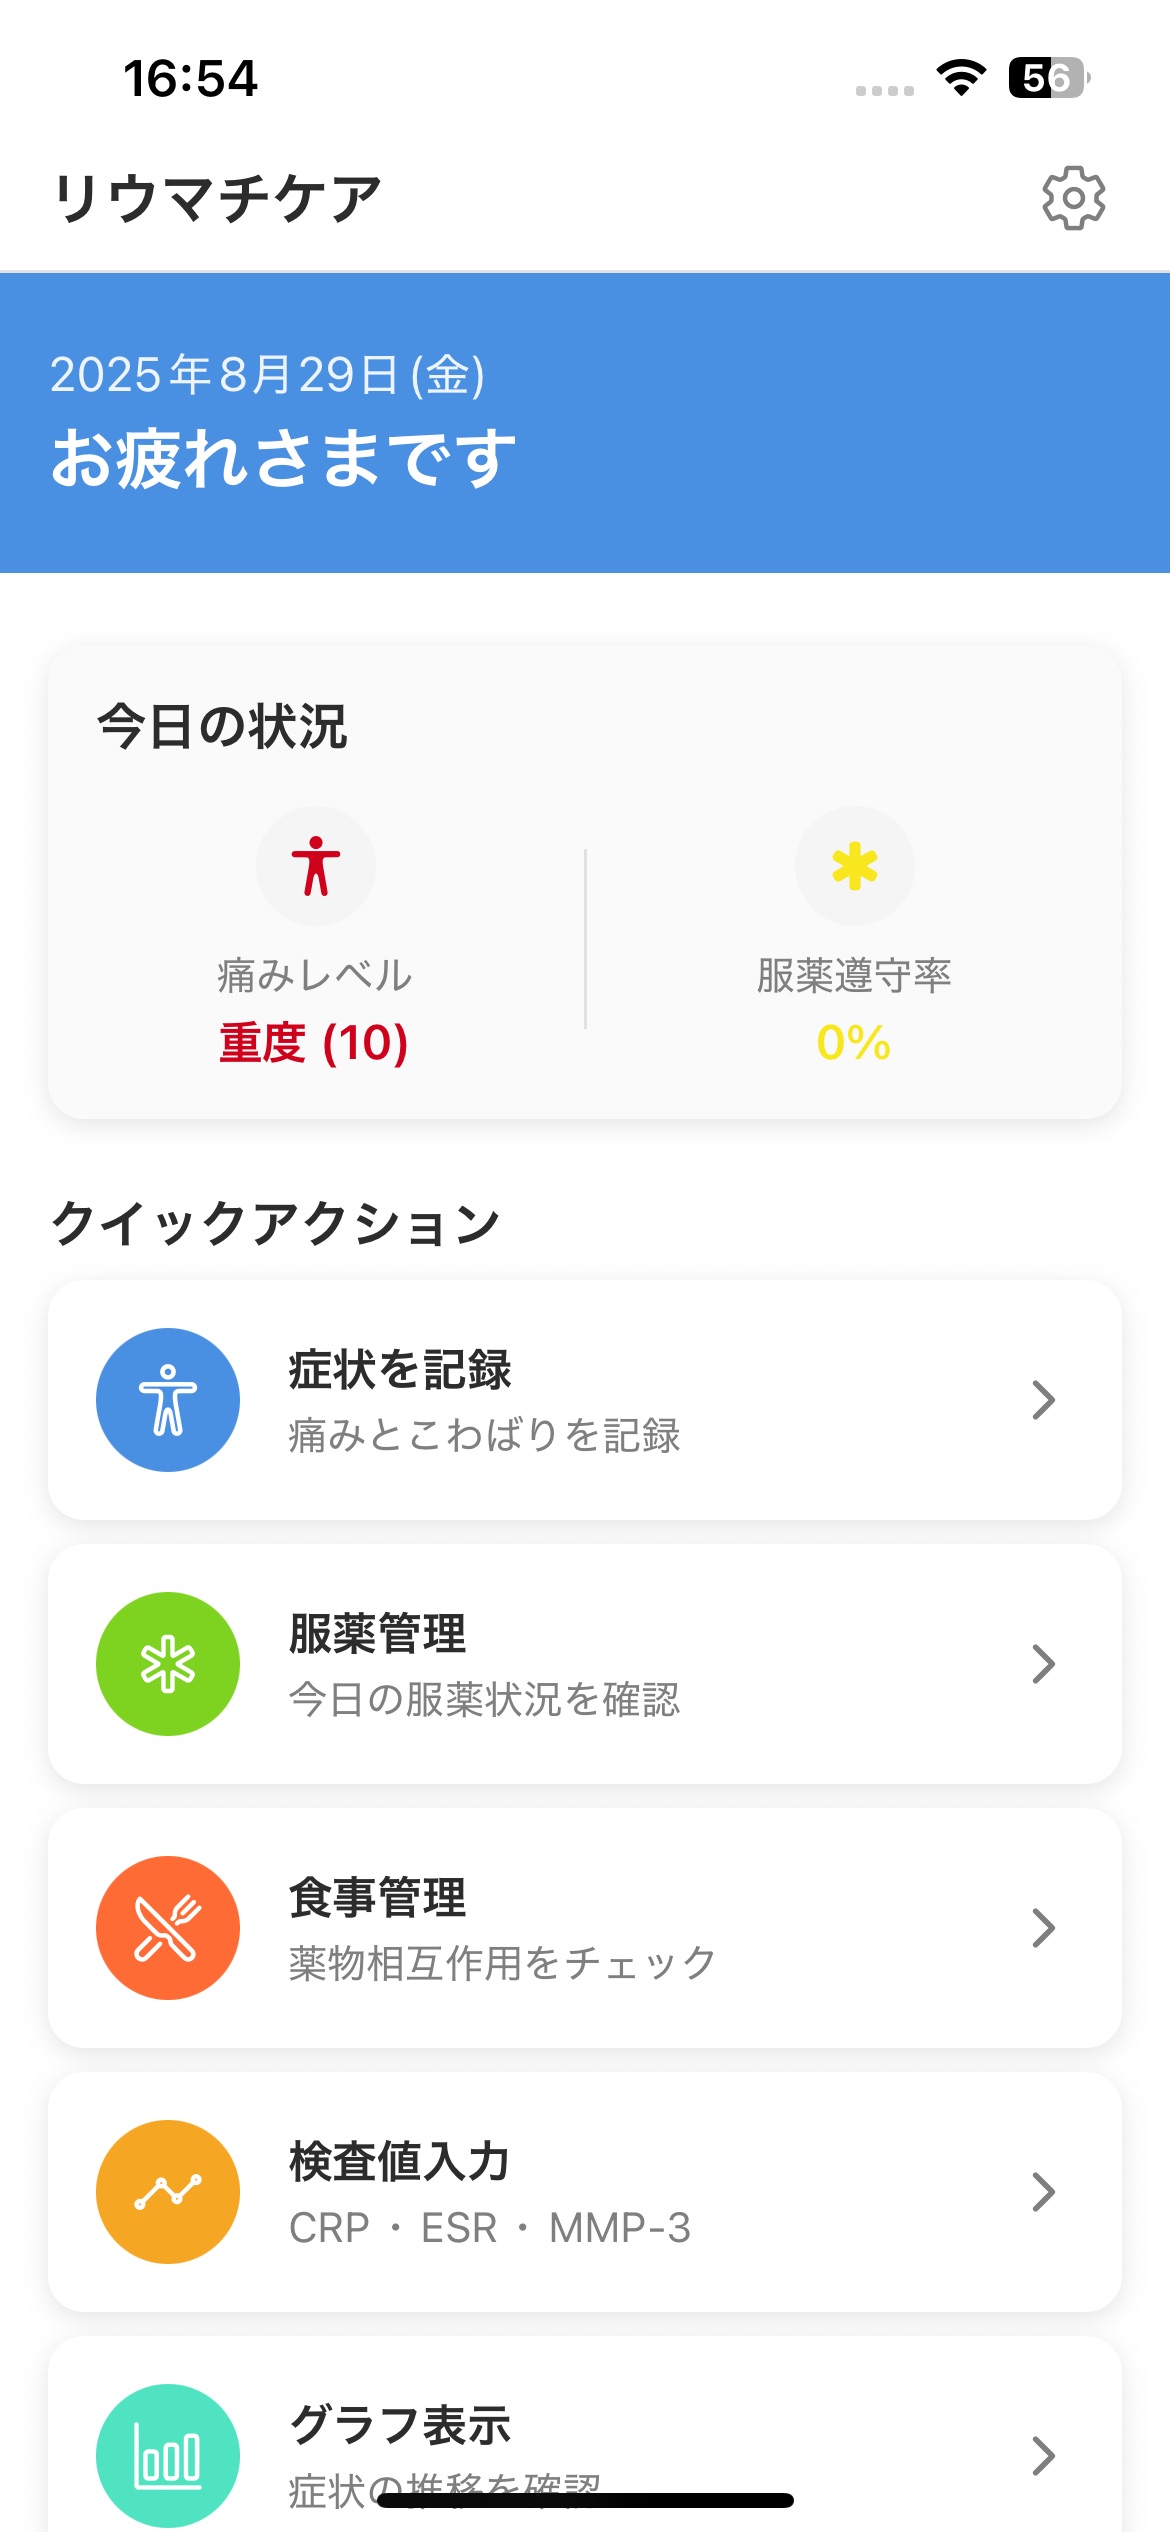 16:54
56
リウマチケア
2025年8月29日(金)
お疲れさまです
今日の状況
痛みレベル
重度 (10)
服薬遵守率
0%
クイックアクション
症状を記録
痛みとこわばりを記録
服薬管理
今日の服薬状況を確認
食事管理
薬物相互作用をチェック
検査値入力
CRP・ESR・MMP-3
グラフ表示
症状の推移を確認